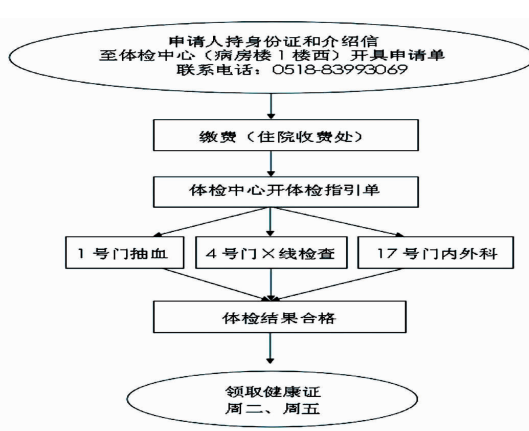 申请人持身份证和介绍信
至体检中心（病房楼1楼西）开具申请单
联系电话：0518-83993069
缴费（住院收费处）
体检中心开体检指引单
1号门抽血
4号门X线检查
17号门内外科
体检结果合格
领取健康证
周二、周五